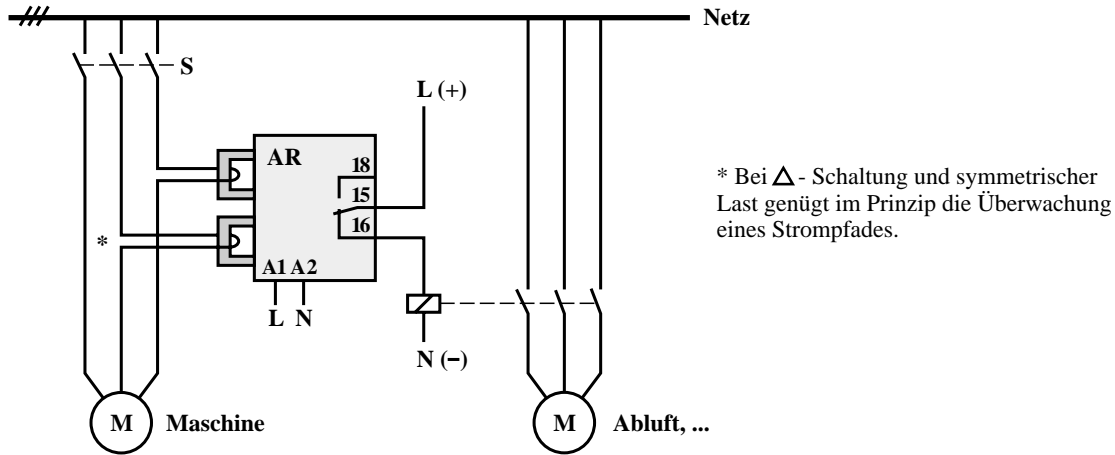 Netz
S
L (+)
AR
18
15
16
*
A1 A2
L N
N (−)
M Maschine
M Abluft, ...
* Bei Δ - Schaltung und symmetrischer
Last genügt im Prinzip die Überwachung
eines Strompfades.